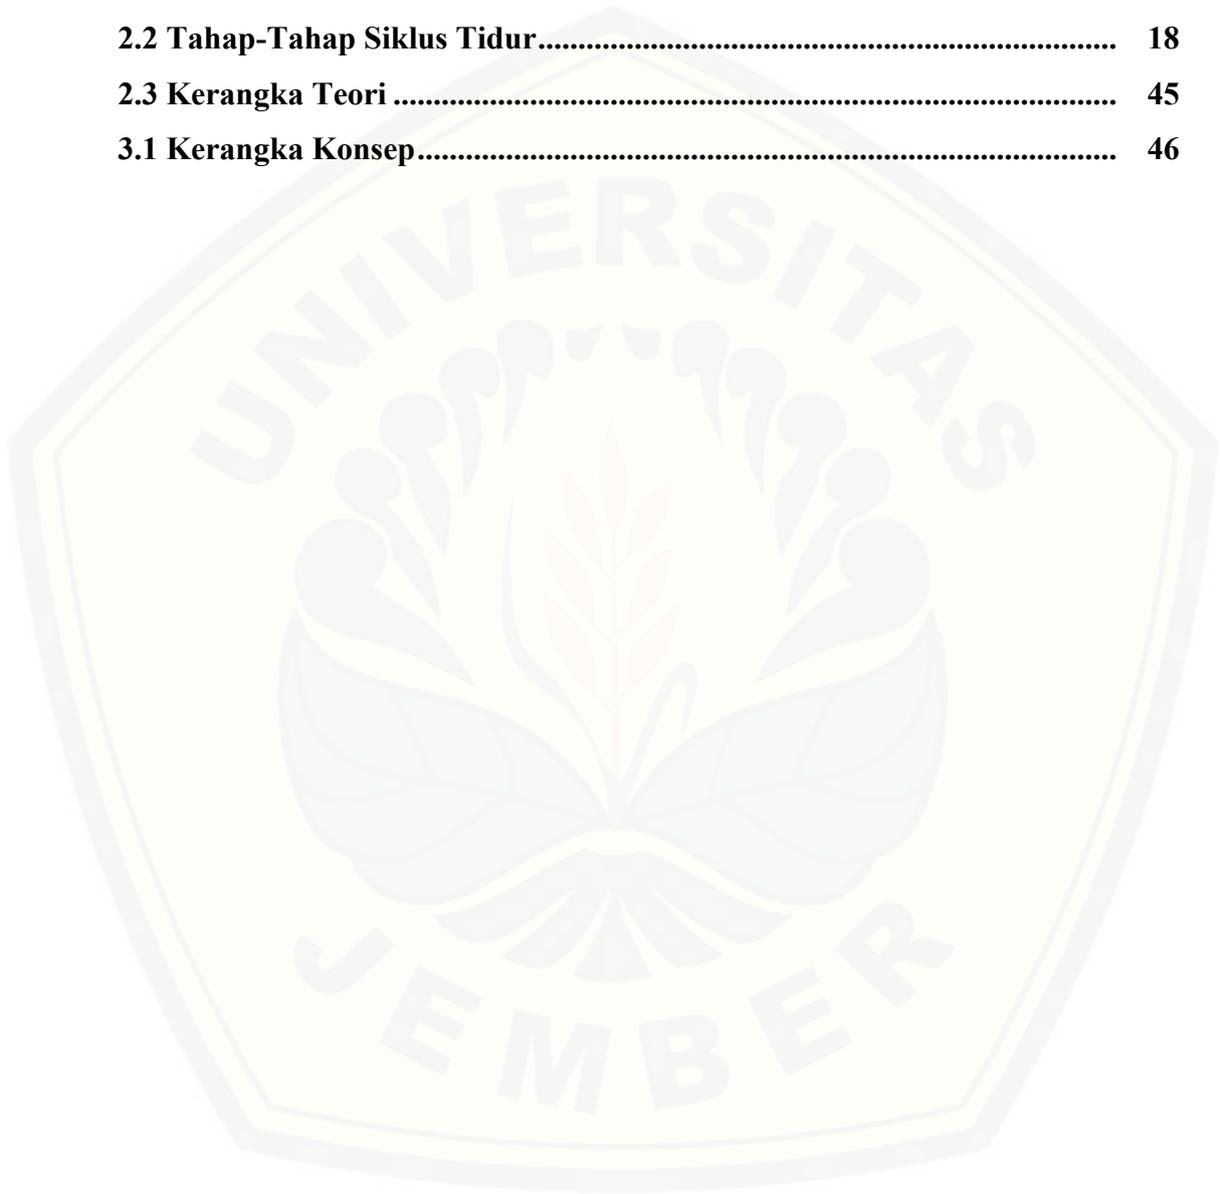 2.2 Tahap-Tahap Siklus Tidur........................................................................ 18
2.3 Kerangka Teori .......................................................................................... 45
3.1 Kerangka Konsep....................................................................................... 46
UNIVERSITAS
JEMBER